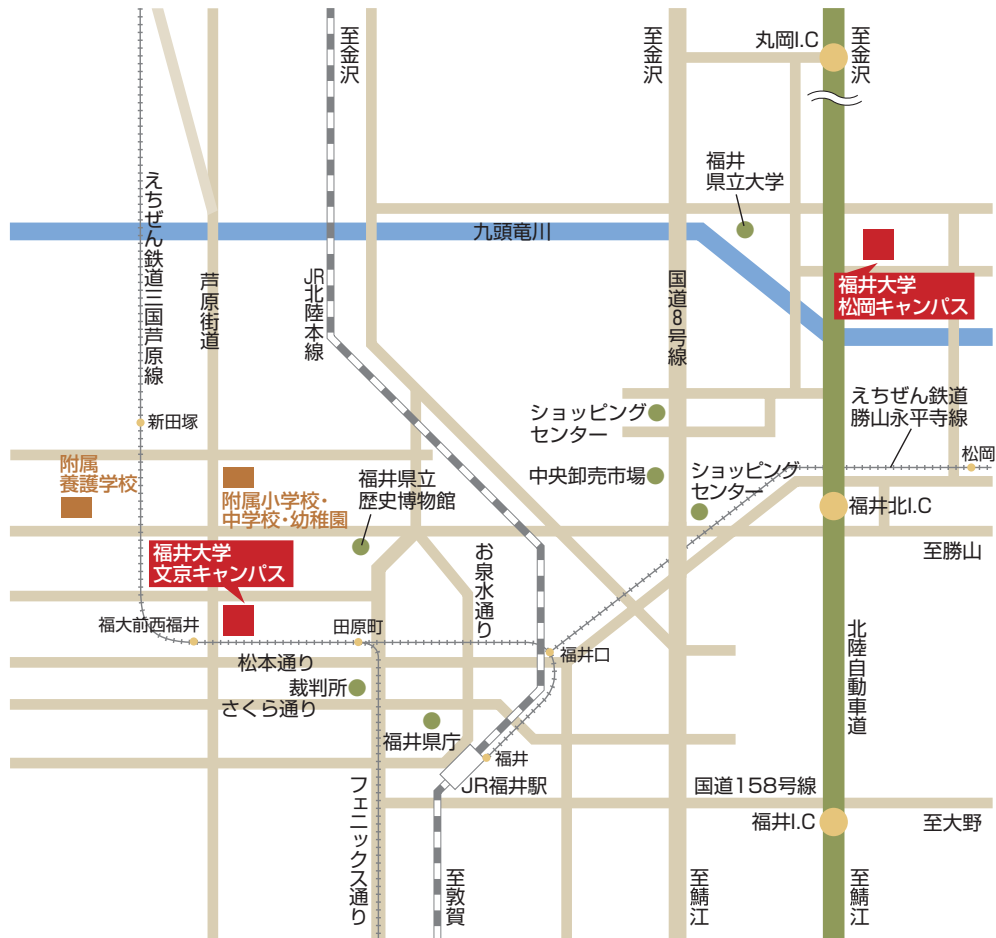 至金沢
至金沢
丸岡I.C
至金沢
福井
県立大学
えちぜん鉄道三国芦原線
九頭竜川
芦原街道
JR北陸本線
国道8号線
福井大学
松岡キャンパス
えちぜん鉄道
勝山永平寺線
新田塚
ショッピング
センター
松岡
附属
養護学校
附属小学校・
中学校・幼稚園
福井県立
歴史博物館
中央卸売市場
ショッピング
センター
福井北I.C
至勝山
福井大学
文京キャンパス
お泉水通り
福大前西福井
田原町
福井口
松本通り
北陸自動車道
裁判所
さくら通り
福井県庁
福井
JR福井駅
国道158号線
フェニックス通り
福井I.C
至大野
至敦賀
至鯖江
至鯖江